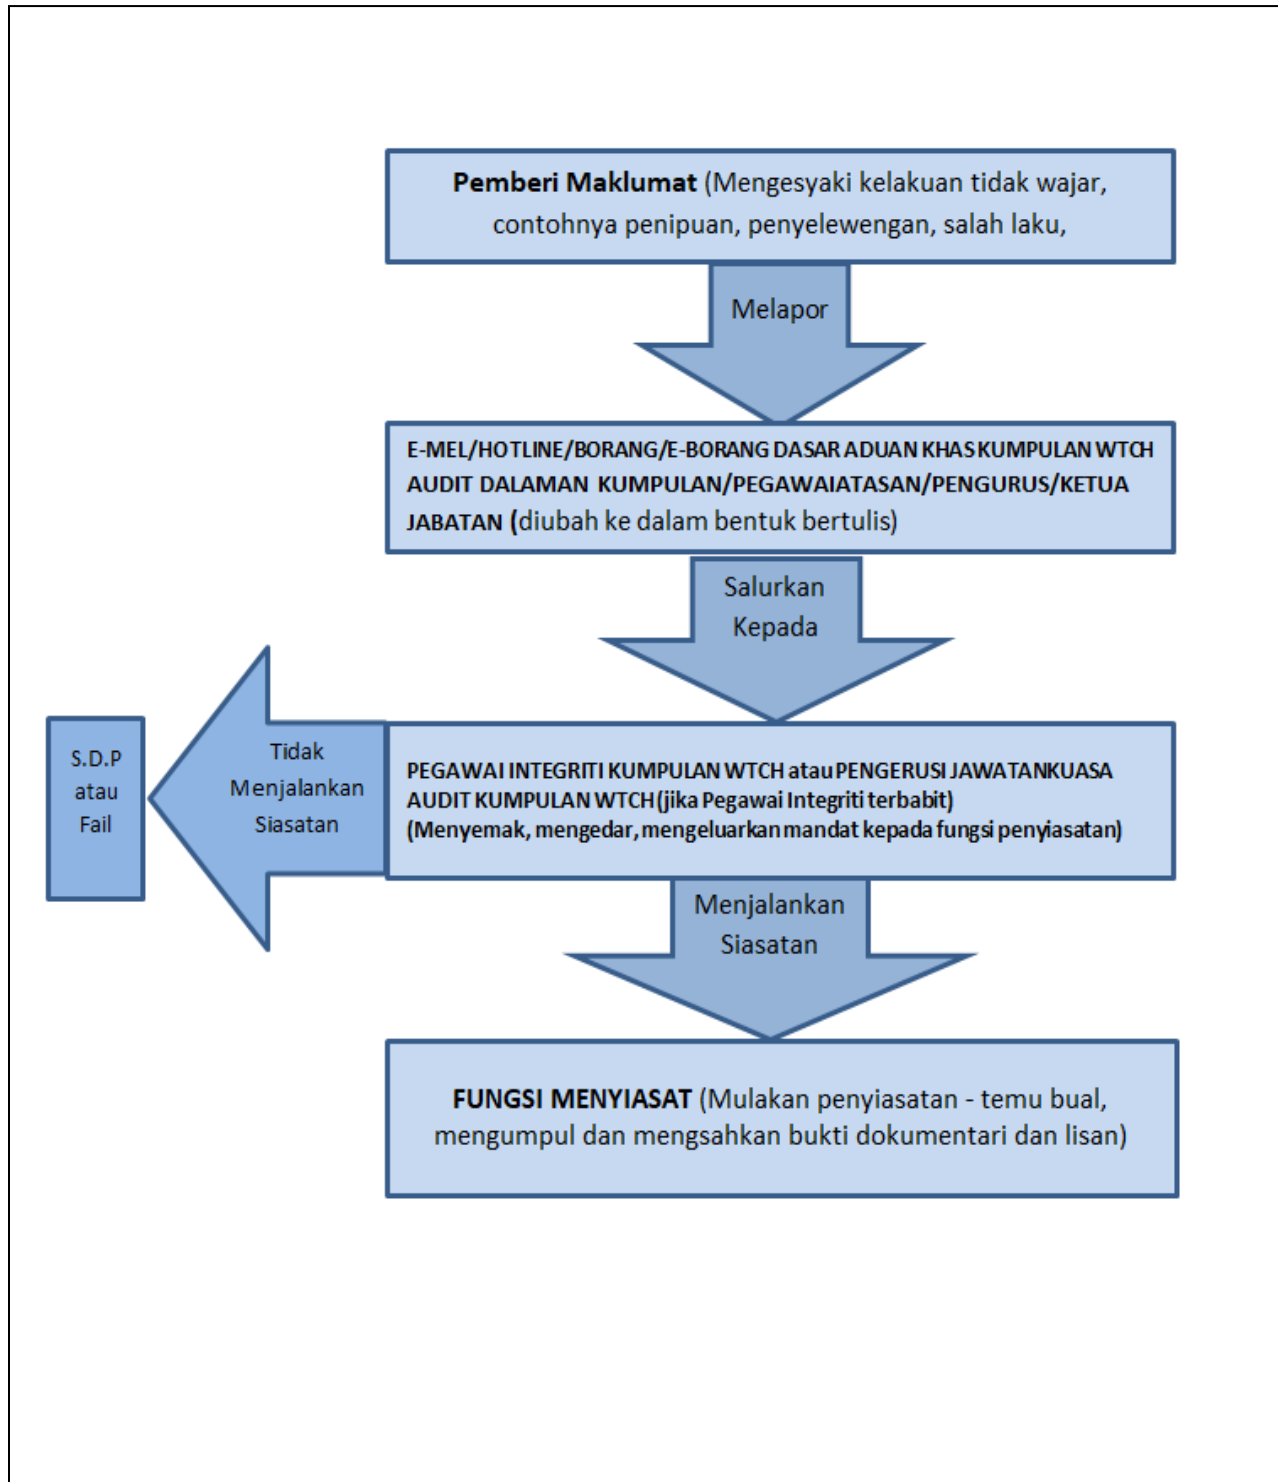 Pemberi Maklumat (Mengesyaki kelakuan tidak wajar,
contohnya penipuan, penyelewengan, salah laku,
Melapor
E-MEL/HOTLINE/BORANG/E-BORANG DASAR ADUAN KHAS KUMPULAN WTCH
AUDIT DALAMAN KUMPULAN/PEGAWAIATASAN/PENGURUS/KETUA
JABATAN (diubah ke dalam bentuk bertulis)
Salurkan
Kepada
S.D.P
atau
Fail
Tidak
Menjalankan
Siasatan
PEGAWAI INTEGRITI KUMPULAN WTCH atau PENGERUSI JAWATANKUASA
AUDIT KUMPULAN WTCH (jika Pegawai Integriti terbabit)
(Menyemak, mengedar, mengeluarkan mandat kepada fungsi penyiasatan)
Menjalankan
Siasatan
FUNGSI MENYIASAT (Mulakan penyiasatan - temu bual,
mengumpul dan mengsahkan bukti dokumentari dan lisan)